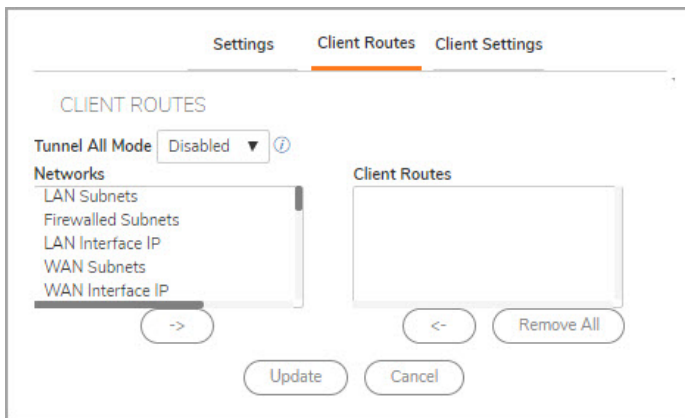 Settings Client Routes Client Settings
CLIENT ROUTES
Tunnel All Mode Disabled ▼ i
Networks Client Routes
LAN Subnets
Firewalled Subnets
LAN Interface IP
WAN Subnets
WAN Interface IP
-> <- Remove All
Update Cancel